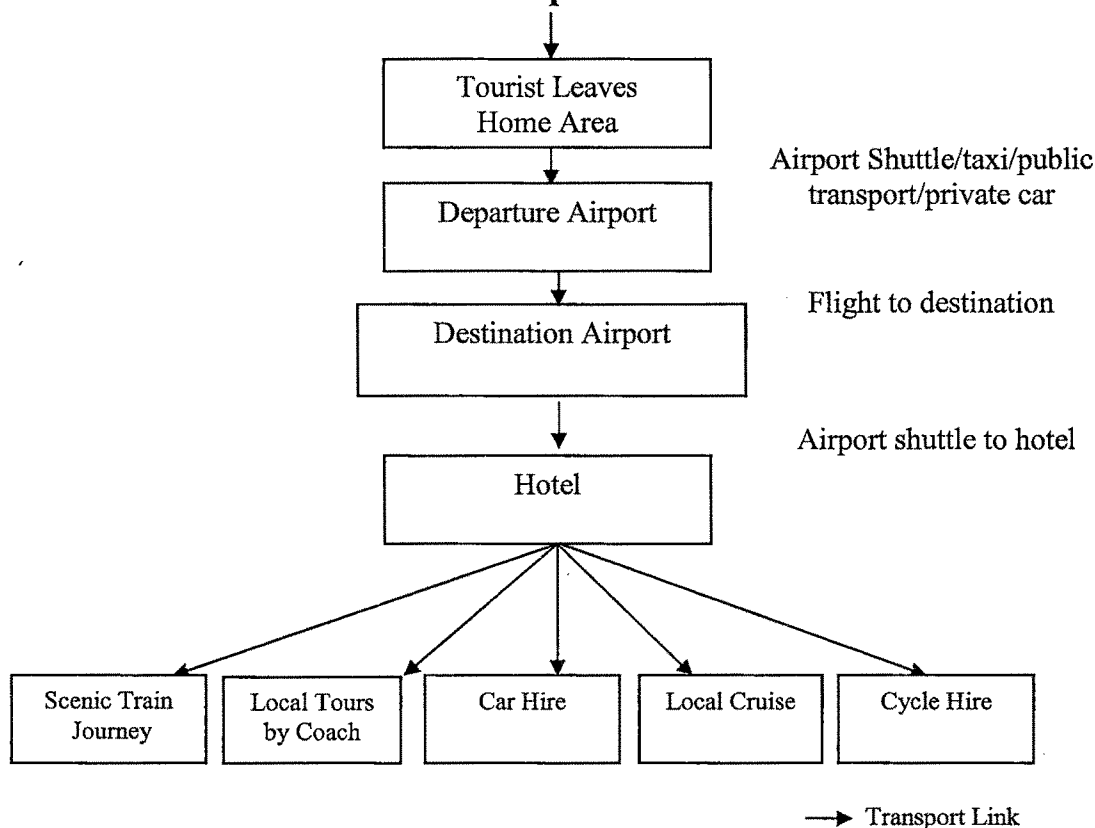 Tourist Leaves
Home Area
Airport Shuttle/taxi/public
transport/private car
Departure Airport
Flight to destination
Destination Airport
Airport shuttle to hotel
Hotel
Scenic Train
Journey
Local Tours
by Coach
Car Hire
Local Cruise
Cycle Hire
Transport Link